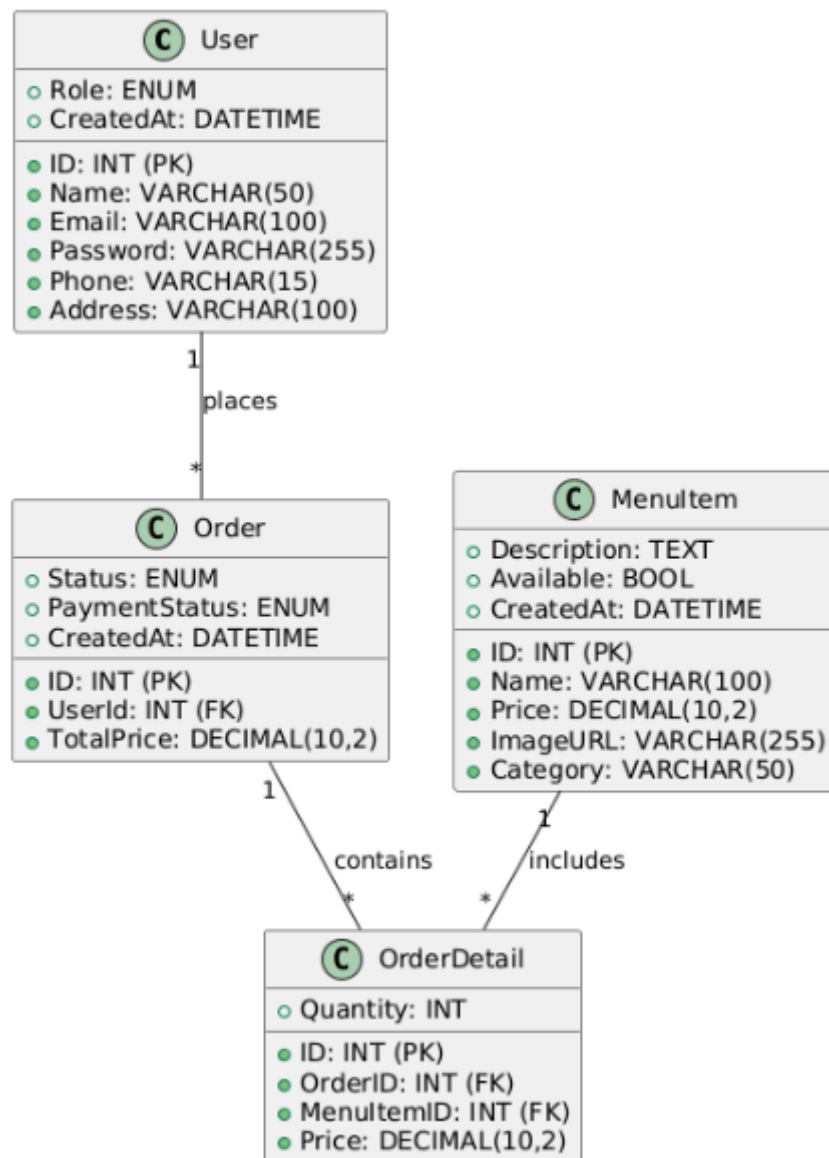 C User
Role: ENUM
CreatedAt: DATETIME
ID: INT (PK)
Name: VARCHAR(50)
Email: VARCHAR(100)
Password: VARCHAR(255)
Phone: VARCHAR(15)
Address: VARCHAR(100)
1
places
*
C Order
Status: ENUM
PaymentStatus: ENUM
CreatedAt: DATETIME
ID: INT (PK)
UserId: INT (FK)
TotalPrice: DECIMAL(10,2)
C MenuItem
Description: TEXT
Available: BOOL
CreatedAt: DATETIME
ID: INT (PK)
Name: VARCHAR(100)
Price: DECIMAL(10,2)
ImageURL: VARCHAR(255)
Category: VARCHAR(50)
1
contains
*
1
includes
*
C OrderDetail
Quantity: INT
ID: INT (PK)
OrderID: INT (FK)
MenuItemID: INT (FK)
Price: DECIMAL(10,2)